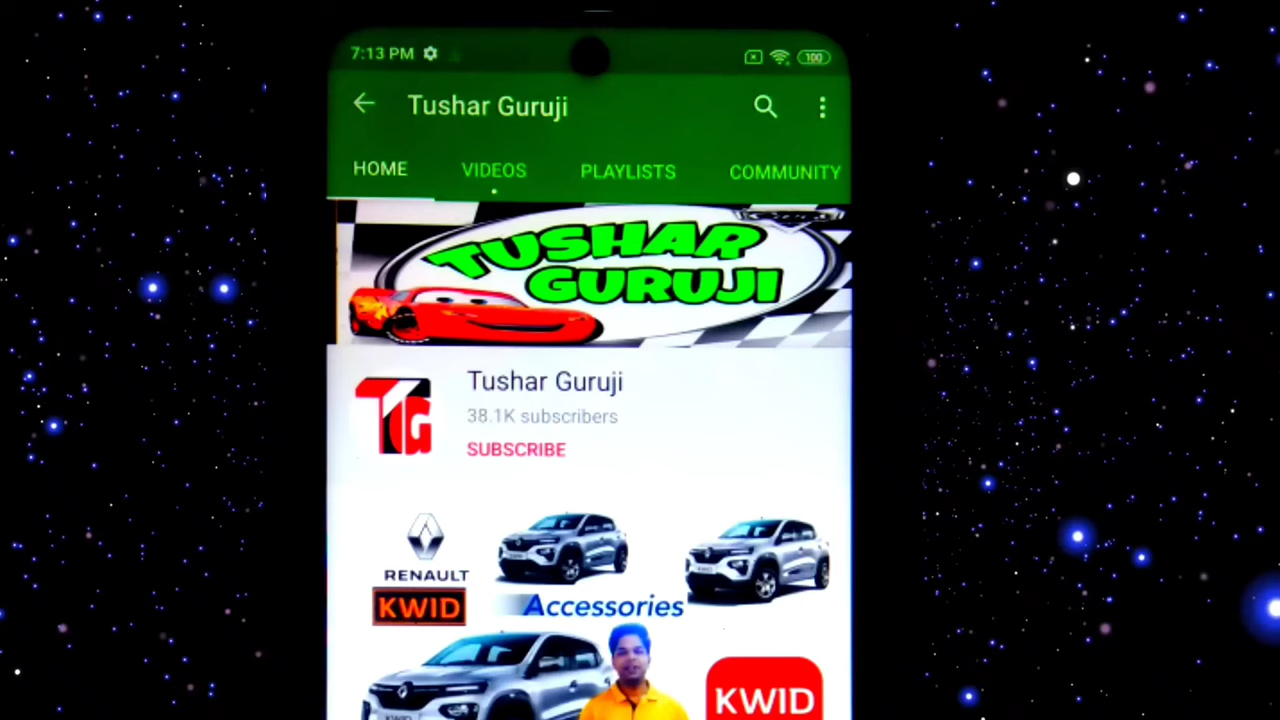 7:13 PM
100
Tushar Guruji
HOME VIDEOS PLAYLISTS COMMUNITY
TUSHAR
GURUJI
TG
Tushar Guruji
38.1K subscribers
SUBSCRIBE
RENAULT
KWID
Accessories
KWID
KWID